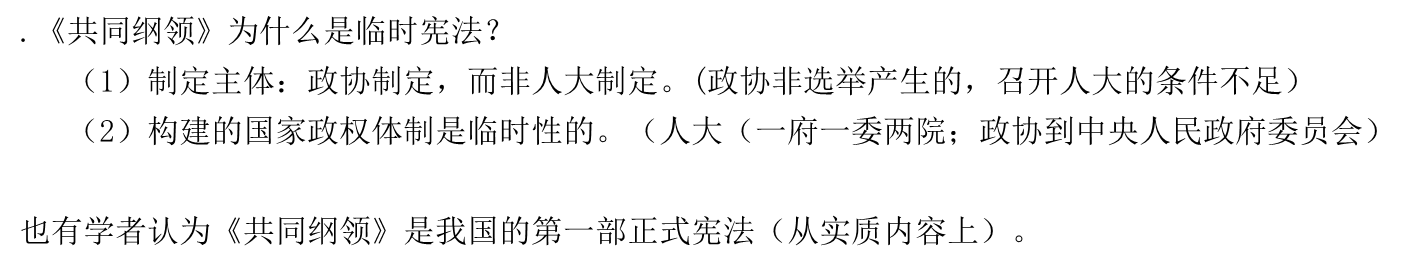 .《共同纲领》为什么是临时宪法？
（1）制定主体：政协制定，而非人大制定。(政协非选举产生的，召开人大的条件不足）
（2）构建的国家政权体制是临时性的。（人大（一府一委两院；政协到中央人民政府委员会）
也有学者认为《共同纲领》是我国的第一部正式宪法（从实质内容上）。